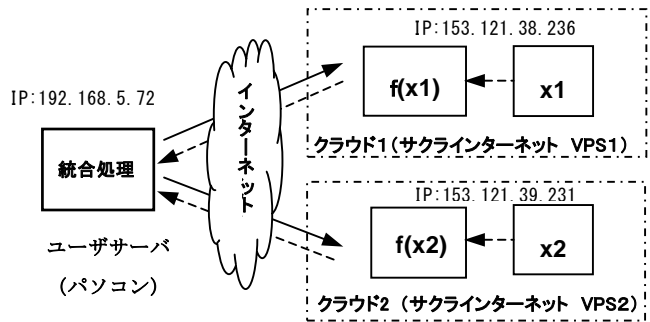 IP:192.168.5.72
統合処理
ユーザサーバ
(パソコン)
インターネット
IP:153.121.38.236
f(x1)
x1
クラウド1(サクラインターネット VPS1)
IP:153.121.39.231
f(x2)
x2
クラウド2 (サクラインターネット VPS2)